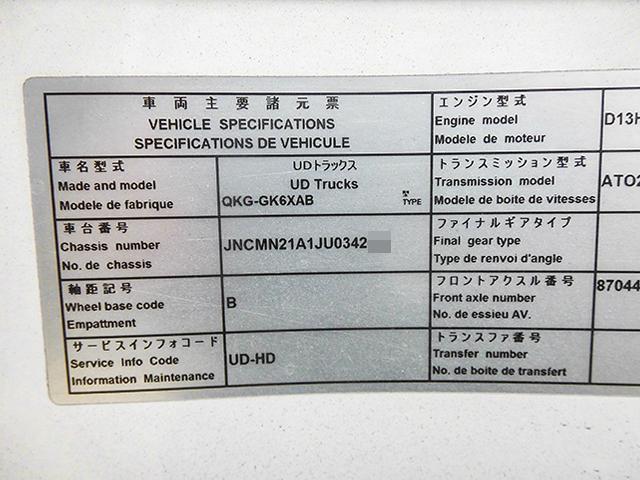 車両主要諸元票
VEHICLE SPECIFICATIONS
SPECIFICATIONS DE VEHICULE
車名型式
Made and model
Modele de fabrique
UDトラックス
UD Trucks
QKG-GK6XAB
型
TYPE
車台番号
Chassis number
No. de chassis
JNCMN21A1JU0342
軸距記号
Wheel base code
Empattment
B
サービスインフォコード
Service Info Code
Information Maintenance
UD-HD
エンジン型式
Engine model
Modele de moteur
D13H
トランスミッション型式
Transmission model
Modele de boite de vitesses
ATO2
ファイナルギアタイプ
Final gear type
Type de renvoi d'angle
フロントアクスル番号
Front axle number
No. de essieu AV.
87044
トランスファ番号
Transfer number
No. de boite de transfert